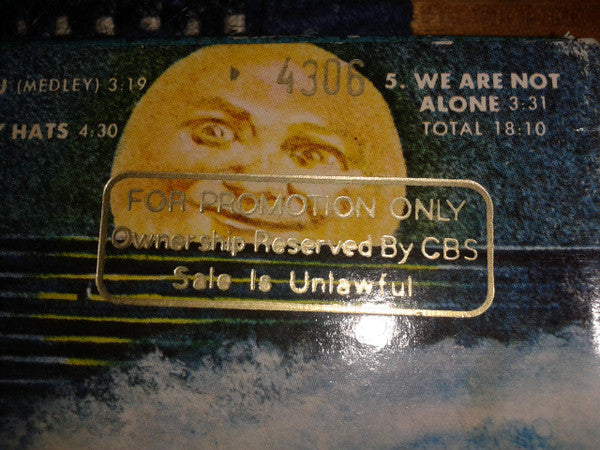 U (MEDLEY) 3:19
HATS 4:30
4306
5. WE ARE NOT
ALONE 3:31
TOTAL 18:10
FOR PROMOTION ONLY
Ownership Reserved By CBS
Sale Is Unlawful